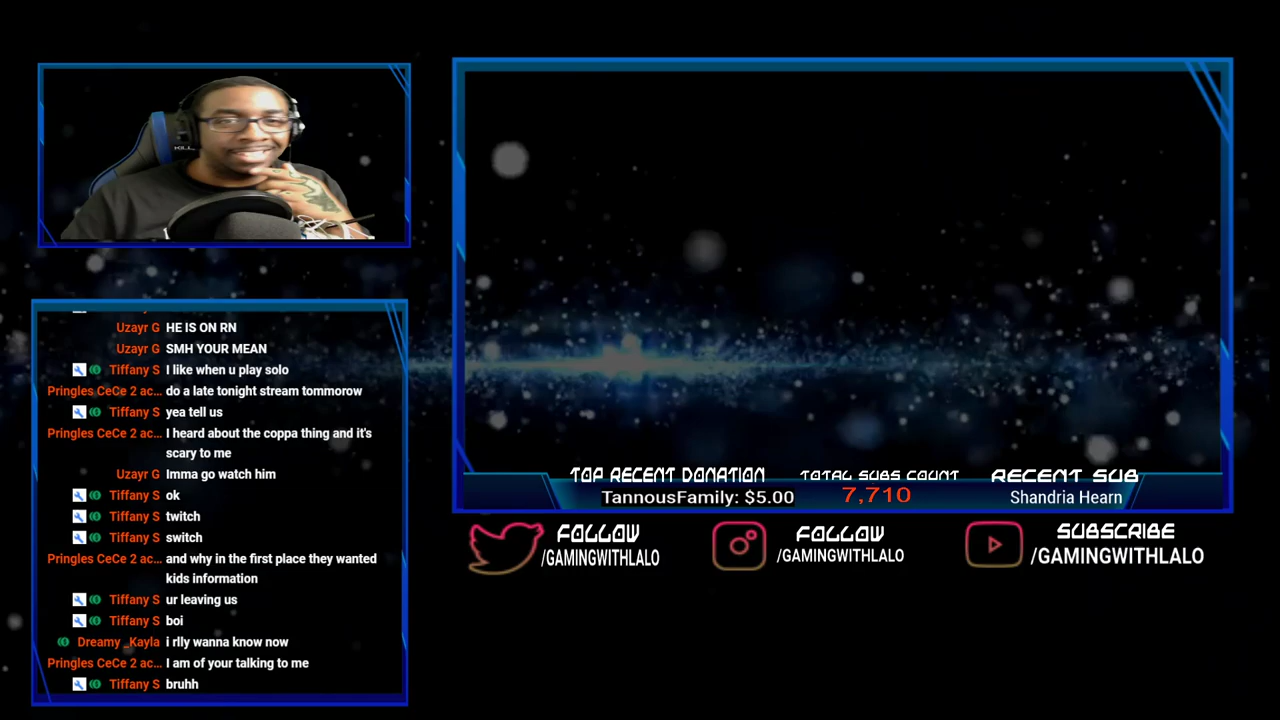 KILL
Uzayr G HE IS ON RN
Uzayr G SMH YOUR MEAN
Tiffany S I like when u play solo
Pringles CeCe 2 ac... do a late tonight stream tommorow
Tiffany S yea tell us
Pringles CeCe 2 ac... I heard about the coppa thing and it's
scary to me
Uzayr G Imma go watch him
Tiffany S ok
Tiffany S twitch
Tiffany S switch
Pringles CeCe 2 ac... and why in the first place they wanted
kids information
Tiffany S ur leaving us
Tiffany S boi
Dreamy_Kayla i rlly wanna know now
Pringles CeCe 2 ac... I am of your talking to me
Tiffany S bruhh
TOP RECENT DONATION
TannousFamily: $5.00
TOTAL SUBS COUNT
7,710
RECENT SUB
Shandria Hearn
FOLLOW
/GAMINGWITHLALO
FOLLOW
/GAMINGWITHLALO
SUBSCRIBE
/GAMINGWITHLALO